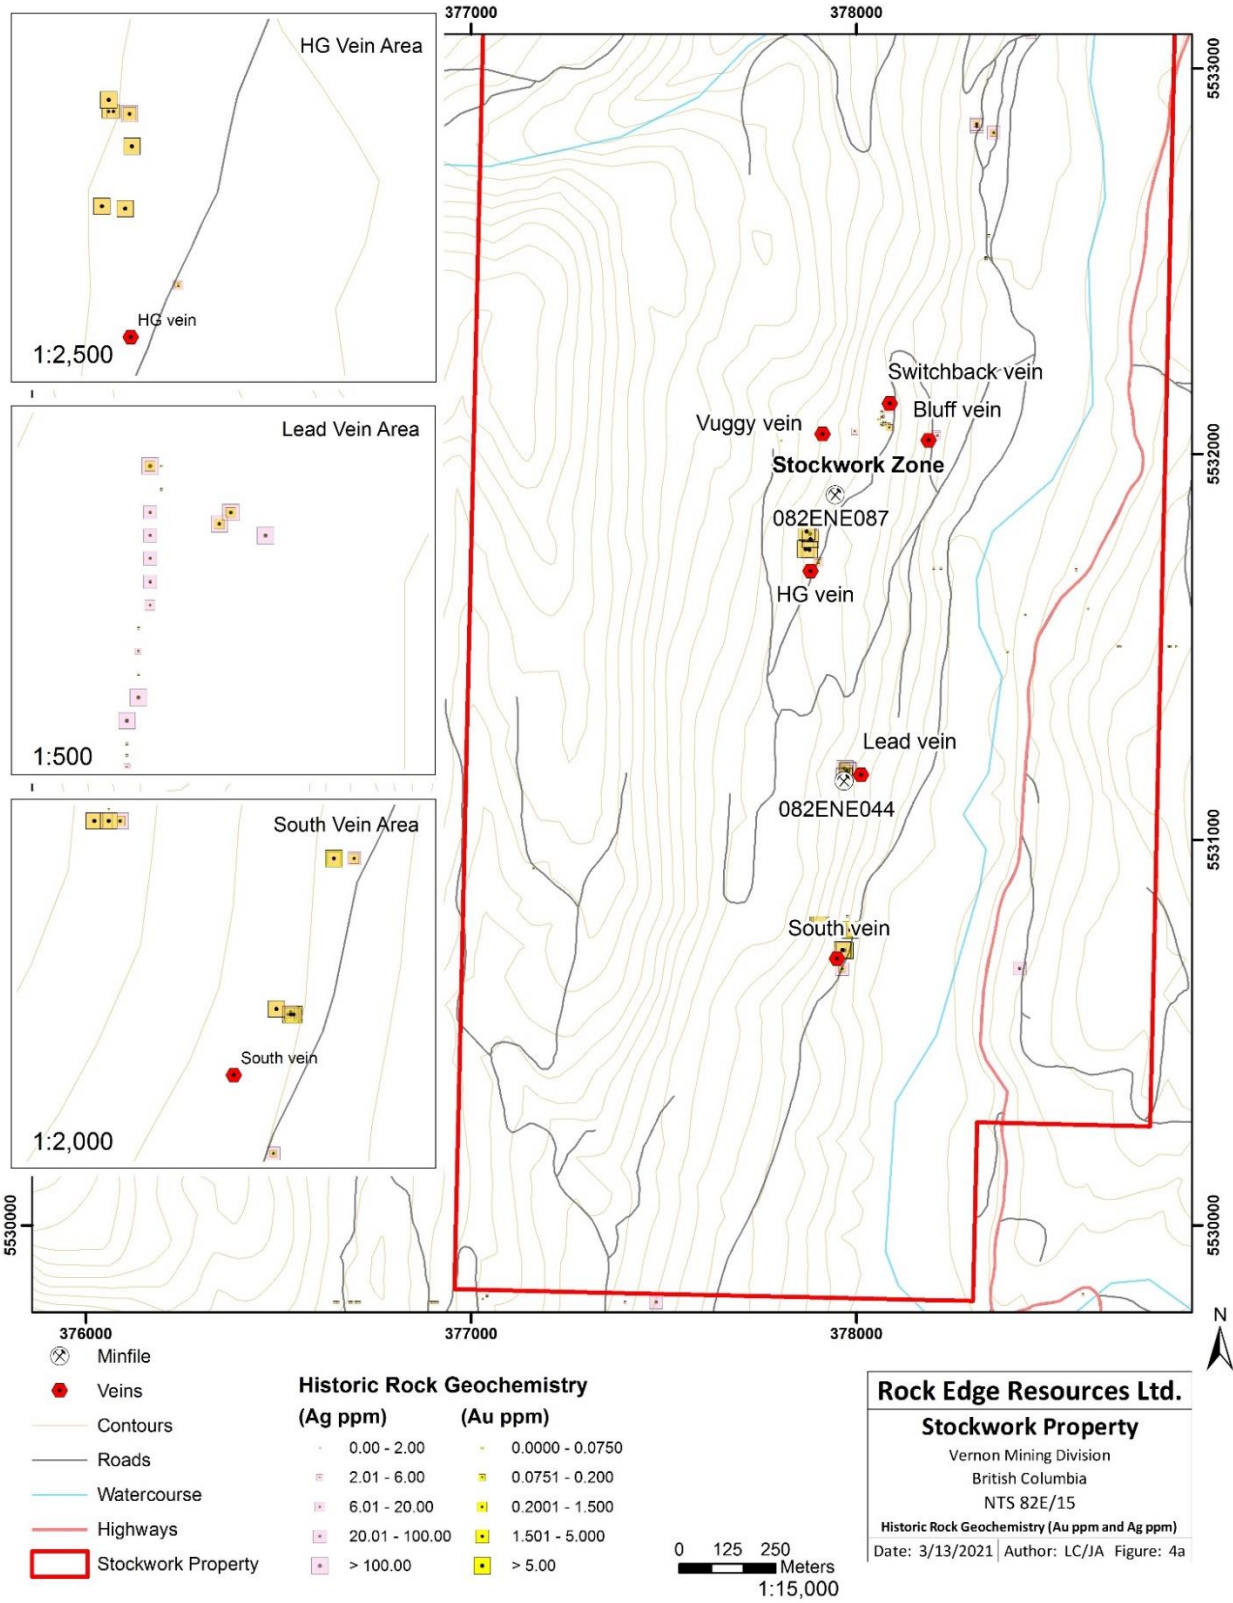 377000
378000
HG Vein Area
5533000
HG vein
1:2,500
Switchback vein
Lead Vein Area
Vuggy vein
Bluff vein
5532000
Stockwork Zone
082ENE087
HG vein
1:500
Lead vein
082ENE044
South Vein Area
5531000
South vein
South vein
1:2,000
5530000
5530000
376000
377000
378000
N
Minfile
Veins
Contours
Roads
Watercourse
Highways
Stockwork Property
Historic Rock Geochemistry
(Ag ppm) (Au ppm)
0.00 - 2.00 0.0000 - 0.0750
2.01 - 6.00 0.0751 - 0.200
6.01 - 20.00 0.2001 - 1.500
20.01 - 100.00 1.501 - 5.000
> 100.00 > 5.00
0 125 250
Meters
1:15,000
Rock Edge Resources Ltd.
Stockwork Property
Vernon Mining Division
British Columbia
NTS 82E/15
Historic Rock Geochemistry (Au ppm and Ag ppm)
Date: 3/13/2021 Author: LC/JA Figure: 4a